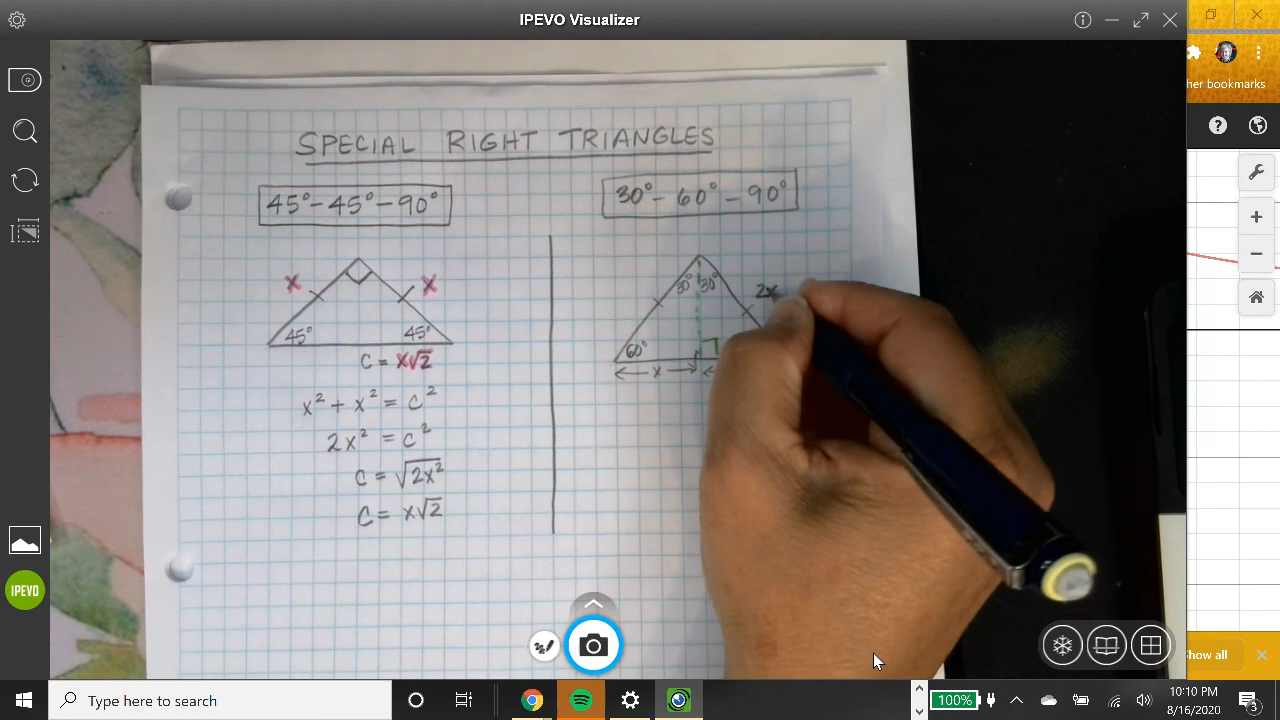 IPEVO Visualizer
her bookmarks
SPECIAL RIGHT TRIANGLES
45°-45°-90°
30°-60°-90°
x
x
45°
45°
C = x√2
x² + x² = C²
2x² = C²
C = √2x²
C = x√2
30°
30°
2x
60°
x
IPEVO
Show all
Type here to search
100%
10:10 PM
8/16/2020
3